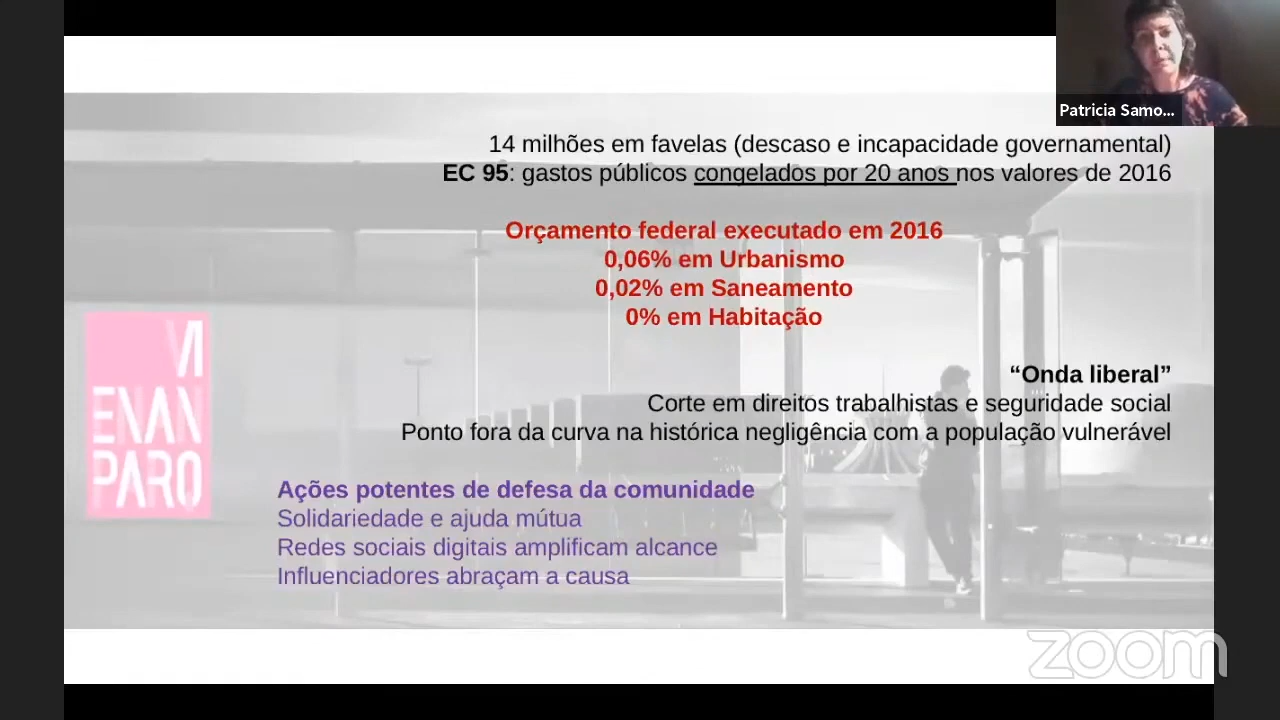 Patricia Samo...
14 milhões em favelas (descaso e incapacidade governamental)
EC 95: gastos públicos congelados por 20 anos nos valores de 2016
Orçamento federal executado em 2016
0,06% em Urbanismo
0,02% em Saneamento
0% em Habitação
“Onda liberal”
Corte em direitos trabalhistas e seguridade social
Ponto fora da curva na histórica negligência com a população vulnerável
VI
ENAN
PARQ
Ações potentes de defesa da comunidade
Solidariedade e ajuda mútua
Redes sociais digitais amplificam alcance
Influenciadores abraçam a causa
zoom